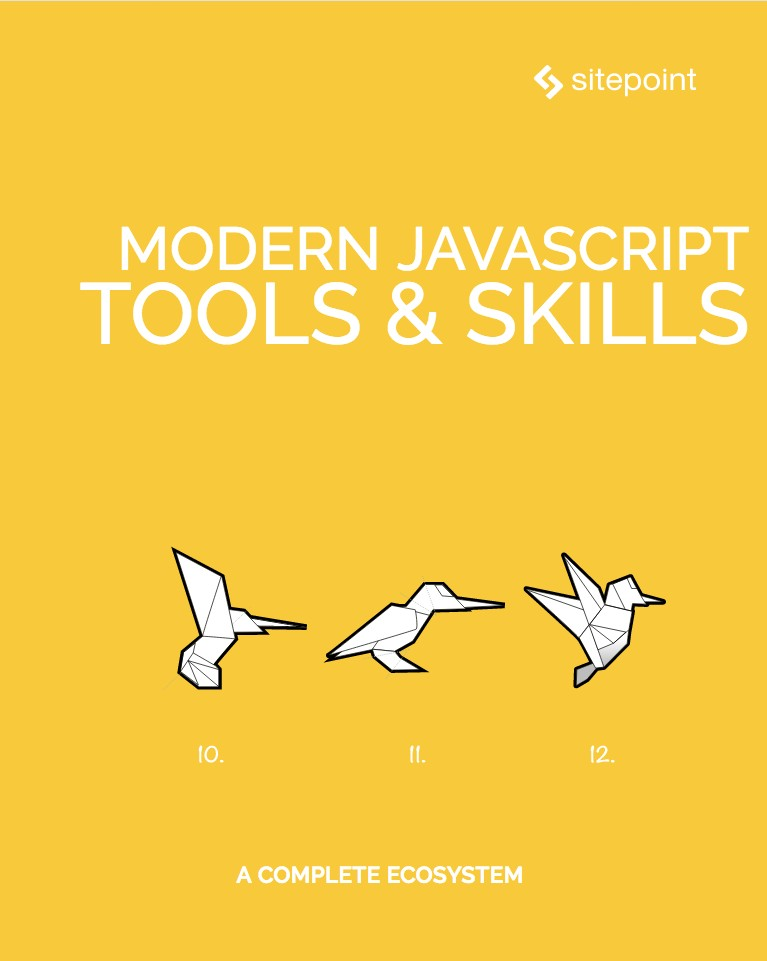 sitepoint
MODERN JAVASCRIPT
TOOLS & SKILLS
10. 11. 12.
A COMPLETE ECOSYSTEM